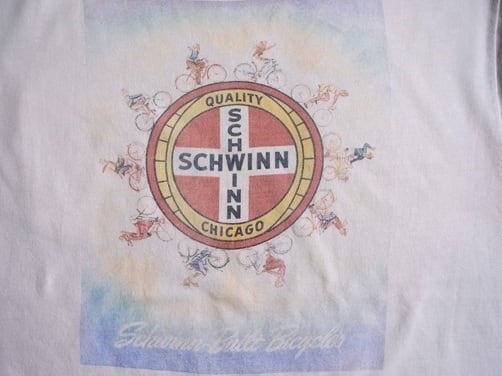 QUALITY
SCHWINN
SCHWINN
CHICAGO
Schwinn-Built Bicycles